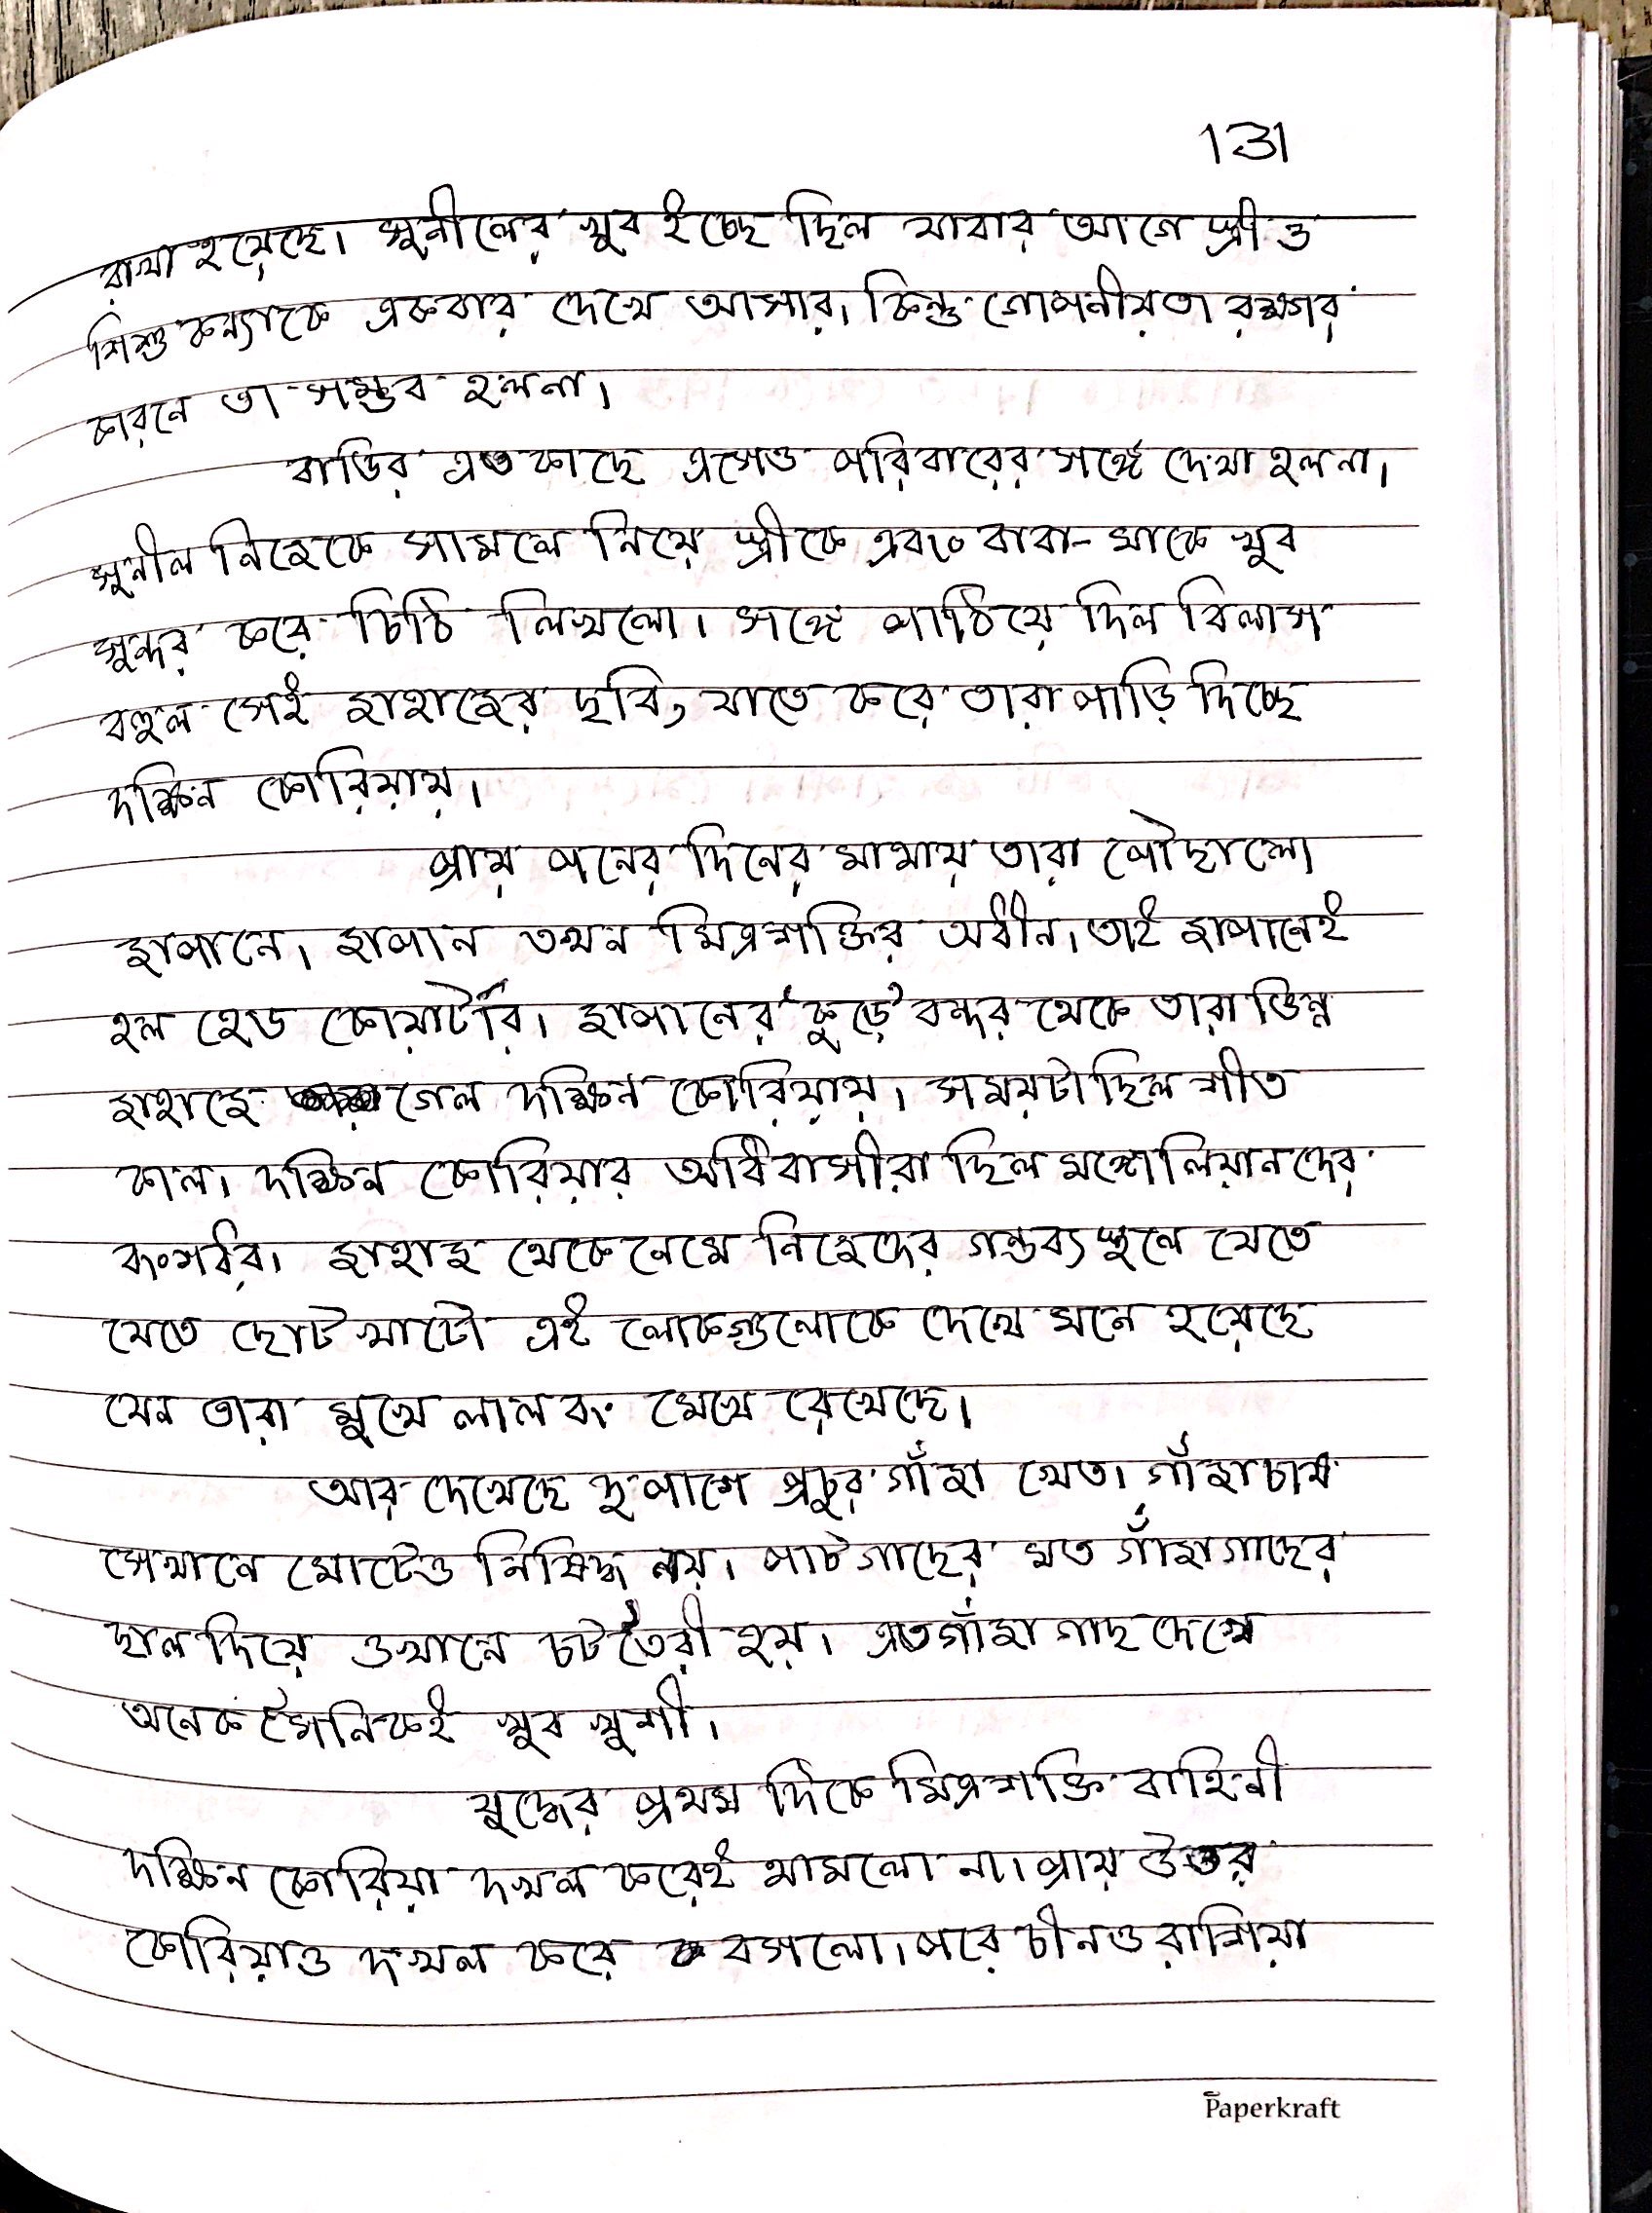 131
রাখা হয়েছে। সুনীলের খুব ইচ্ছে ছিল যাবার আগে স্ত্রী ও
শিশু কন্যাকে একবার দেখে আসার। কিন্তু গোপনীয়তা রক্ষার
কারনে তা সম্ভব হলনা।
বাড়ির এত কাছে এসেও পরিবারের সঙ্গে দেখা হলনা।
সুনীল নিজেকে সামলে নিয়ে স্ত্রীকে এবং বাবা-মাকে খুব
সুন্দর করে চিঠি লিখলো। সঙ্গে পাঠিয়ে দিল বিলাস
বহুল সেই জাহাজের ছবি, যাতে করে তারা পাড়ি দিচ্ছে
দক্ষিন কোরিয়ায়।
প্রায় পনের দিনের মাথায় তারা পৌছালো
জাপানে। জাপান তখন মিত্রশক্তির অধীন। তাই জাপানেই
হল হেড কোয়ার্টার। জাপানের 'কুড়ে' বন্দর থেকে তারা ভিন্ন
জাহাজে গেল দক্ষিন কোরিয়ায়। সময়টা ছিল শীত
কাল। দক্ষিন কোরিয়ার অধিবাসীরা ছিল মঙ্গোলিয়ানদের
বংশধর। জাহাজ থেকে নেমে নিজেদের গন্তব্য স্থলে যেতে
যেতে ছোট খাটো এই লোকগুলোকে দেখে মনে হয়েছে
যেন তারা মুখে লাল রং মেখে রেখেছে।
আর দেখেছে দুপাশে প্রচুর গাঁজা খেত। গাঁজা চাষ
সেখানে মোটেও নিষিদ্ধ নয়। পাট গাছের মত গাঁজা গাছের
ছাল দিয়ে ওখানে চট তৈরী হয়। এত গাঁজা গাছ দেখে
অনেক সৈনিকই খুব খুশী।
যুদ্ধের প্রথম দিকে মিত্রশক্তি বাহিনী
দক্ষিন কোরিয়া দখল করেই থামলো না। প্রায় উত্তর
কোরিয়াও দখল করে বসলো। পরে চীন ও রাশিয়া
Paperkraft